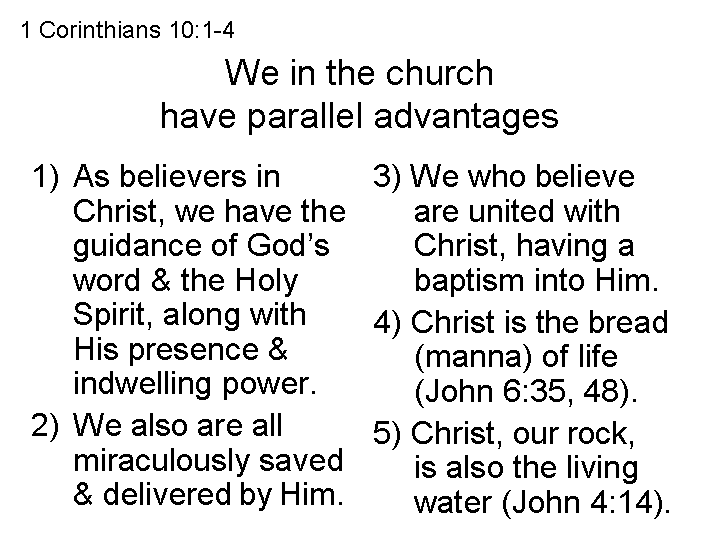 1 Corinthians 10:1-4
We in the church
have parallel advantages
1) As believers in
Christ, we have the
guidance of God’s
word & the Holy
Spirit, along with
His presence &
indwelling power.
2) We also are all
miraculously saved
& delivered by Him.
3) We who believe
are united with
Christ, having a
baptism into Him.
4) Christ is the bread
(manna) of life
(John 6:35, 48).
5) Christ, our rock,
is also the living
water (John 4:14).